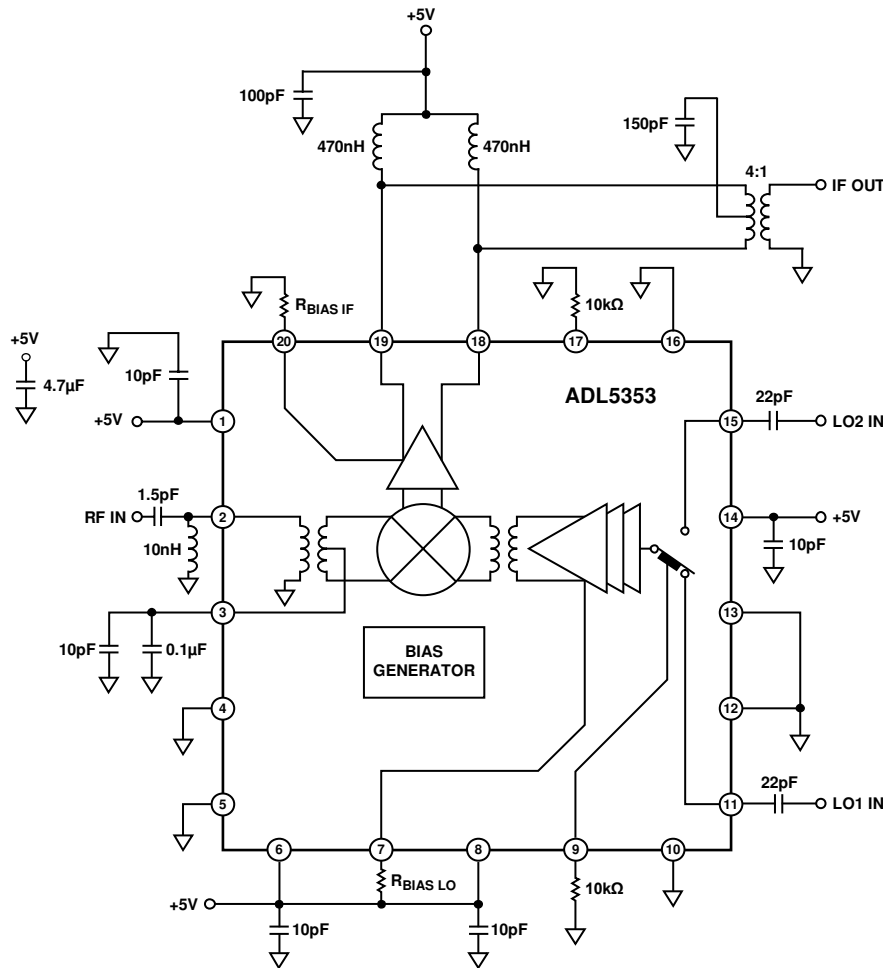 +5V
100pF
470nH
470nH
150pF
4:1
IF OUT
R BIAS IF
10kΩ
20
19
18
17
16
+5V
4.7µF
10pF
+5V
1
ADL5353
22pF
15
LO2 IN
1.5pF
RF IN
2
10nH
14
+5V
10pF
3
13
10pF
0.1µF
BIAS
GENERATOR
4
12
5
22pF
11
LO1 IN
6
7
8
9
10
R BIAS LO
10kΩ
+5V
10pF
10pF